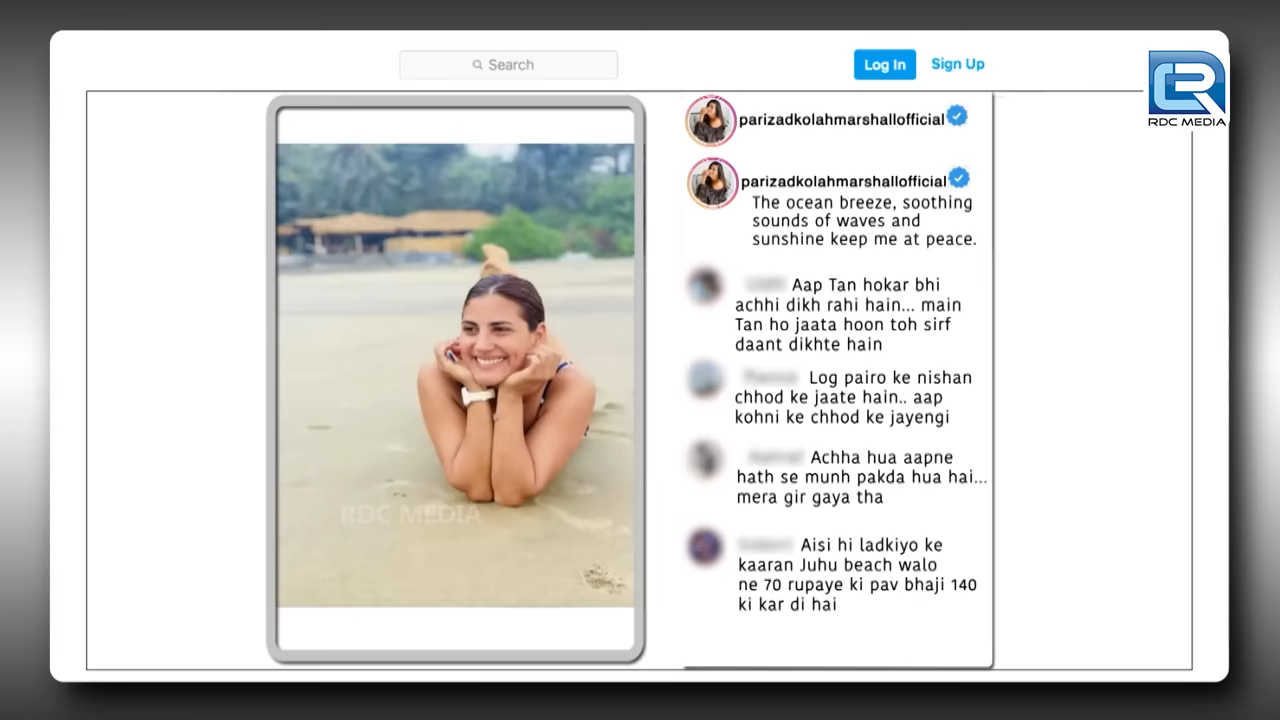 Search
Log In
Sign Up
RDC MEDIA
parizadkolahmarshallofficial
parizadkolahmarshallofficial
The ocean breeze, soothing
sounds of waves and
sunshine keep me at peace.
Aap Tan hokar bhi
achhi dikh rahi hain... main
Tan ho jaata hoon toh sirf
daant dikhte hain
Log pairo ke nishan
chhod ke jaate hain.. aap
kohni ke chhod ke jayengi
Achha hua aapne
hath se munh pakda hua hai...
mera gir gaya tha
Aisi hi ladkiyo ke
kaaran Juhu beach walo
ne 70 rupaye ki pav bhaji 140
ki kar di hai
RDC MEDIA